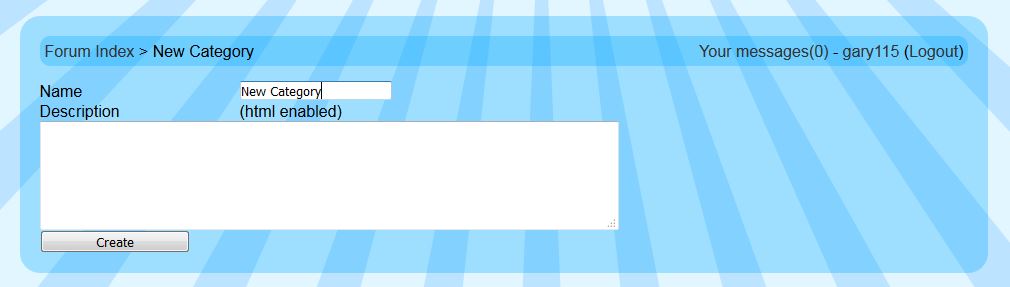 Forum Index > New Category Your messages(0) - gary115 (Logout)
Name New Category
Description (html enabled)
Create